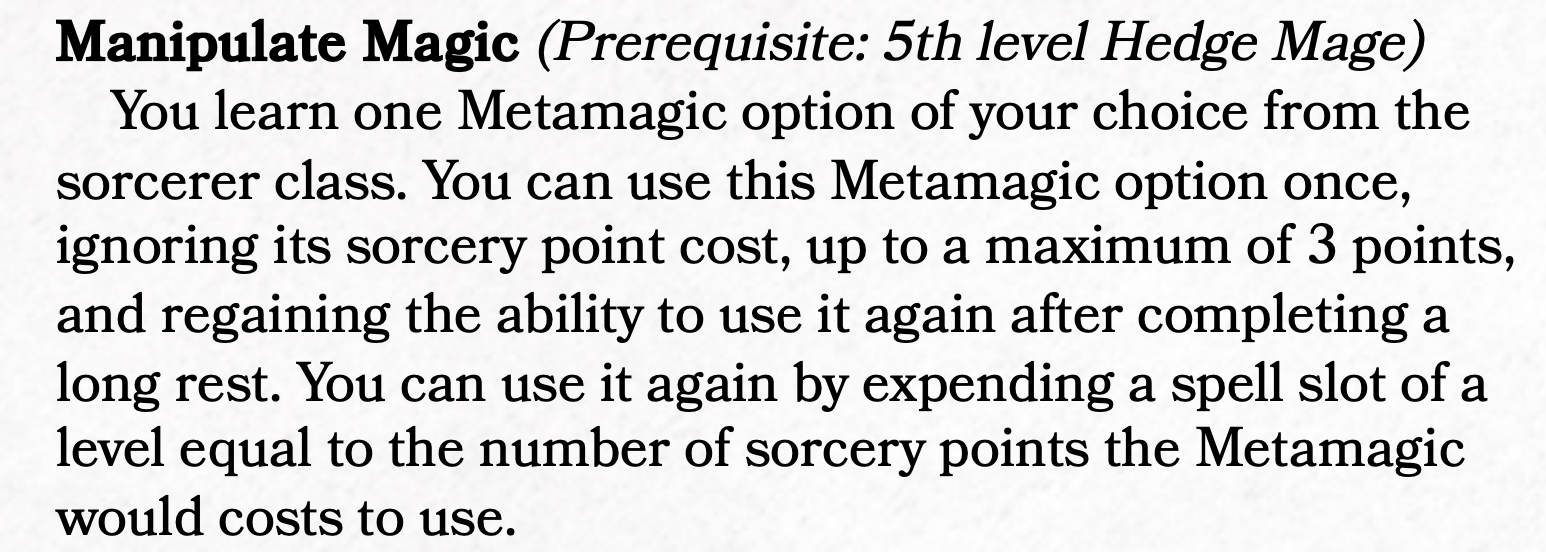 Manipulate Magic (Prerequisite: 5th level Hedge Mage)
You learn one Metamagic option of your choice from the
sorcerer class. You can use this Metamagic option once,
ignoring its sorcery point cost, up to a maximum of 3 points,
and regaining the ability to use it again after completing a
long rest. You can use it again by expending a spell slot of a
level equal to the number of sorcery points the Metamagic
would costs to use.